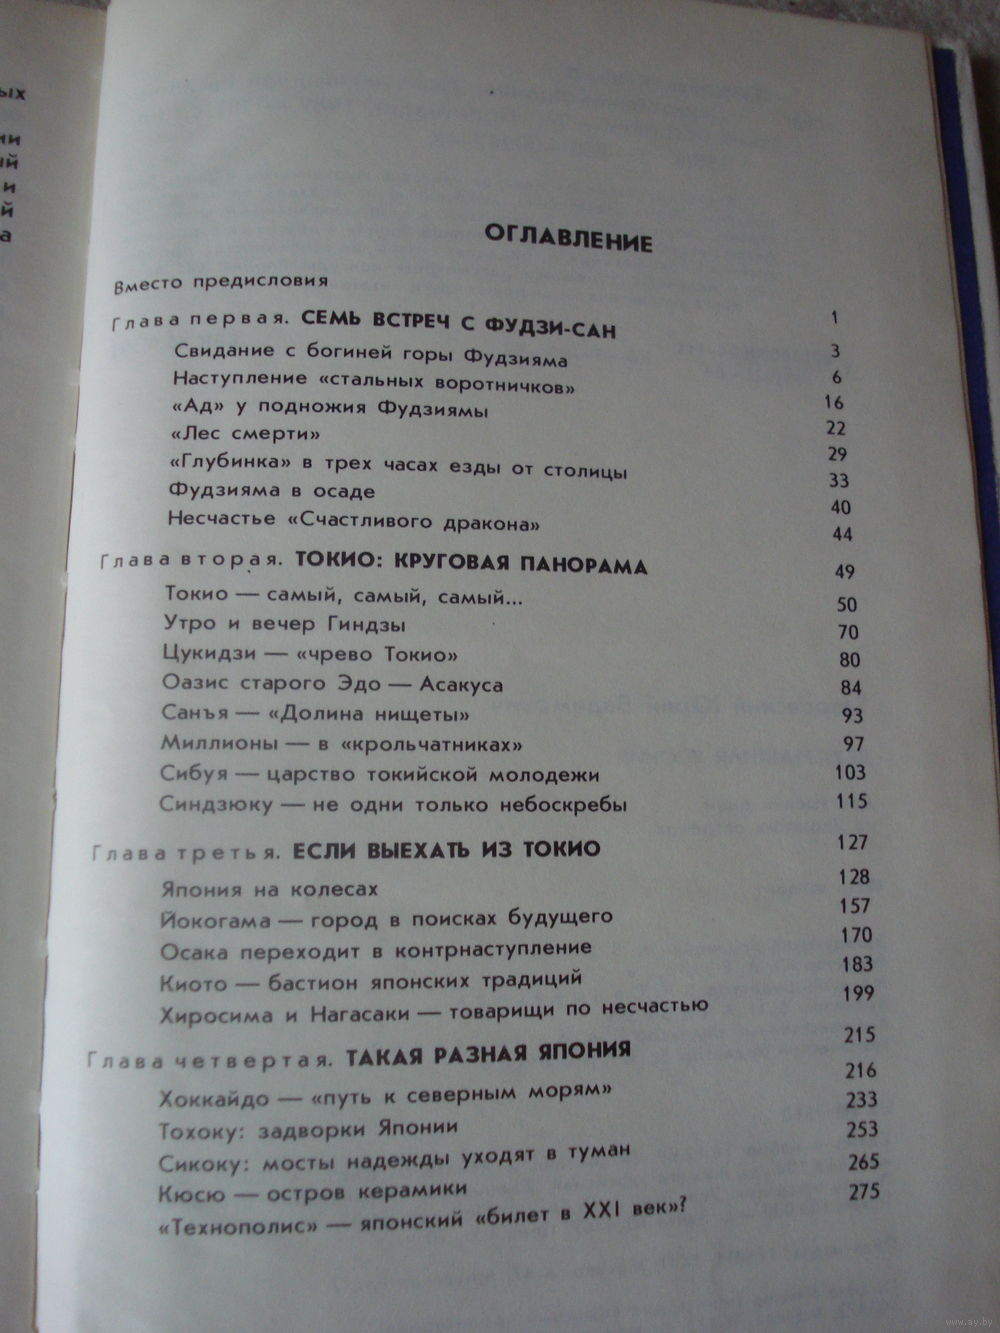 ых
ии
ый
и
й
а
ОГЛАВЛЕНИЕ
Вместо предисловия 1
Глава первая. СЕМЬ ВСТРЕЧ С ФУДЗИ-САН 3
Свидание с богиней горы Фудзияма 6
Наступление «стальных воротничков» 16
«Ад» у подножия Фудзиямы 22
«Лес смерти» 29
«Глубинка» в трех часах езды от столицы 33
Фудзияма в осаде 40
Несчастье «Счастливого дракона» 44
Глава вторая. ТОКИО: КРУГОВАЯ ПАНОРАМА 49
Токио — самый, самый, самый... 50
Утро и вечер Гиндзы 70
Цукидзи — «чрево Токио» 80
Оазис старого Эдо — Асакуса 84
Санъя — «Долина нищеты» 93
Миллионы — в «крольчатниках» 97
Сибуя — царство токийской молодежи 103
Синдзюку — не одни только небоскребы 115
Глава третья. ЕСЛИ ВЫЕХАТЬ ИЗ ТОКИО 127
Япония на колесах 128
Йокогама — город в поисках будущего 157
Осака переходит в контрнаступление 170
Киото — бастион японских традиций 183
Хиросима и Нагасаки — товарищи по несчастью 199
Глава четвертая. ТАКАЯ РАЗНАЯ ЯПОНИЯ 215
Хоккайдо — «путь к северным морям» 216
Тохоку: задворки Японии 233
Сикоку: мосты надежды уходят в туман 253
Кюсю — остров керамики 265
«Технополис» — японский «билет в XXI век»? 275
www.ay.by